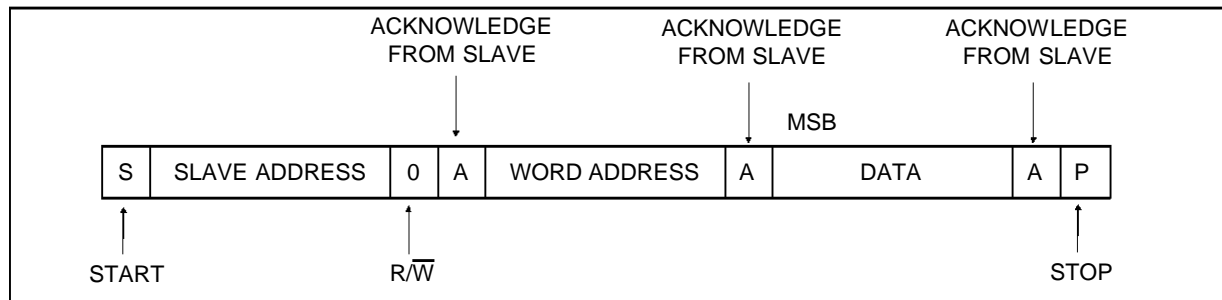 ACKNOWLEDGE
FROM SLAVE
ACKNOWLEDGE
FROM SLAVE
ACKNOWLEDGE
FROM SLAVE
MSB
S SLAVE ADDRESS 0 A WORD ADDRESS A DATA A P
START R/W̅ STOP